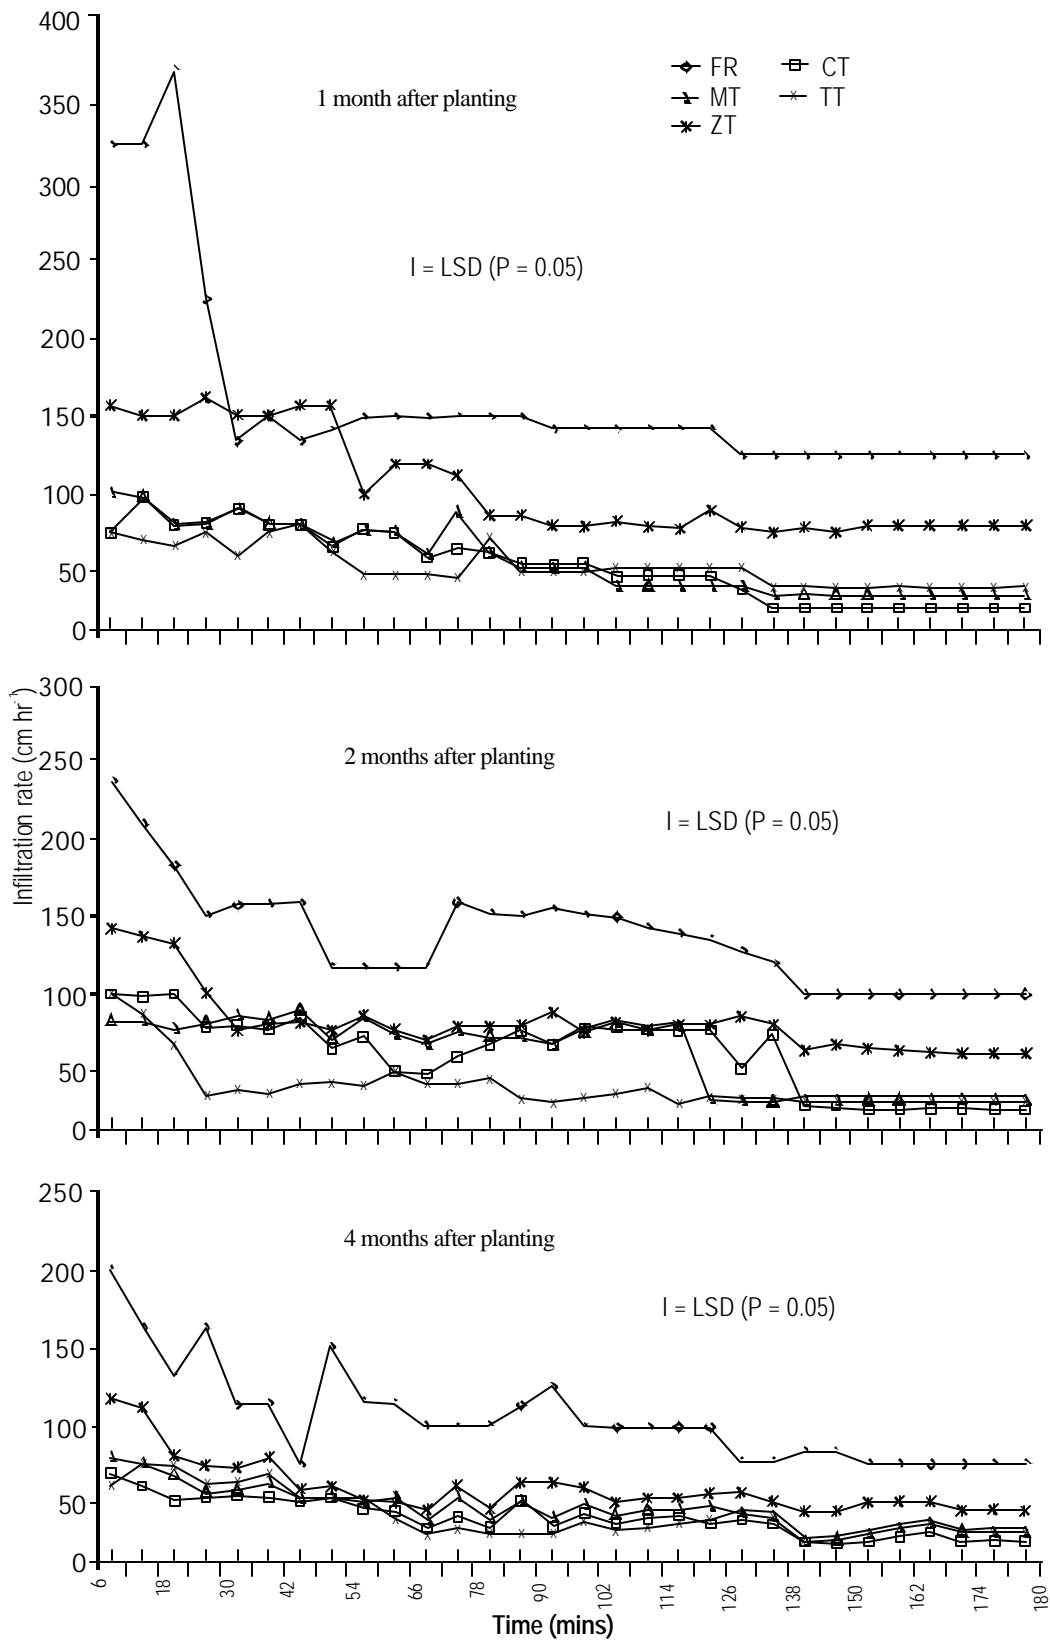 400
350
300
250
200
150
100
50
0
1 month after planting
FR
CT
MT
TT
ZT
I = LSD (P = 0.05)
Infiltration rate (cm hr⁻¹)
300
250
200
150
100
50
0
2 months after planting
I = LSD (P = 0.05)
250
200
150
100
50
0
4 months after planting
I = LSD (P = 0.05)
6 18 30 42 54 66 78 90 102 114 126 138 150 162 174 180
Time (mins)